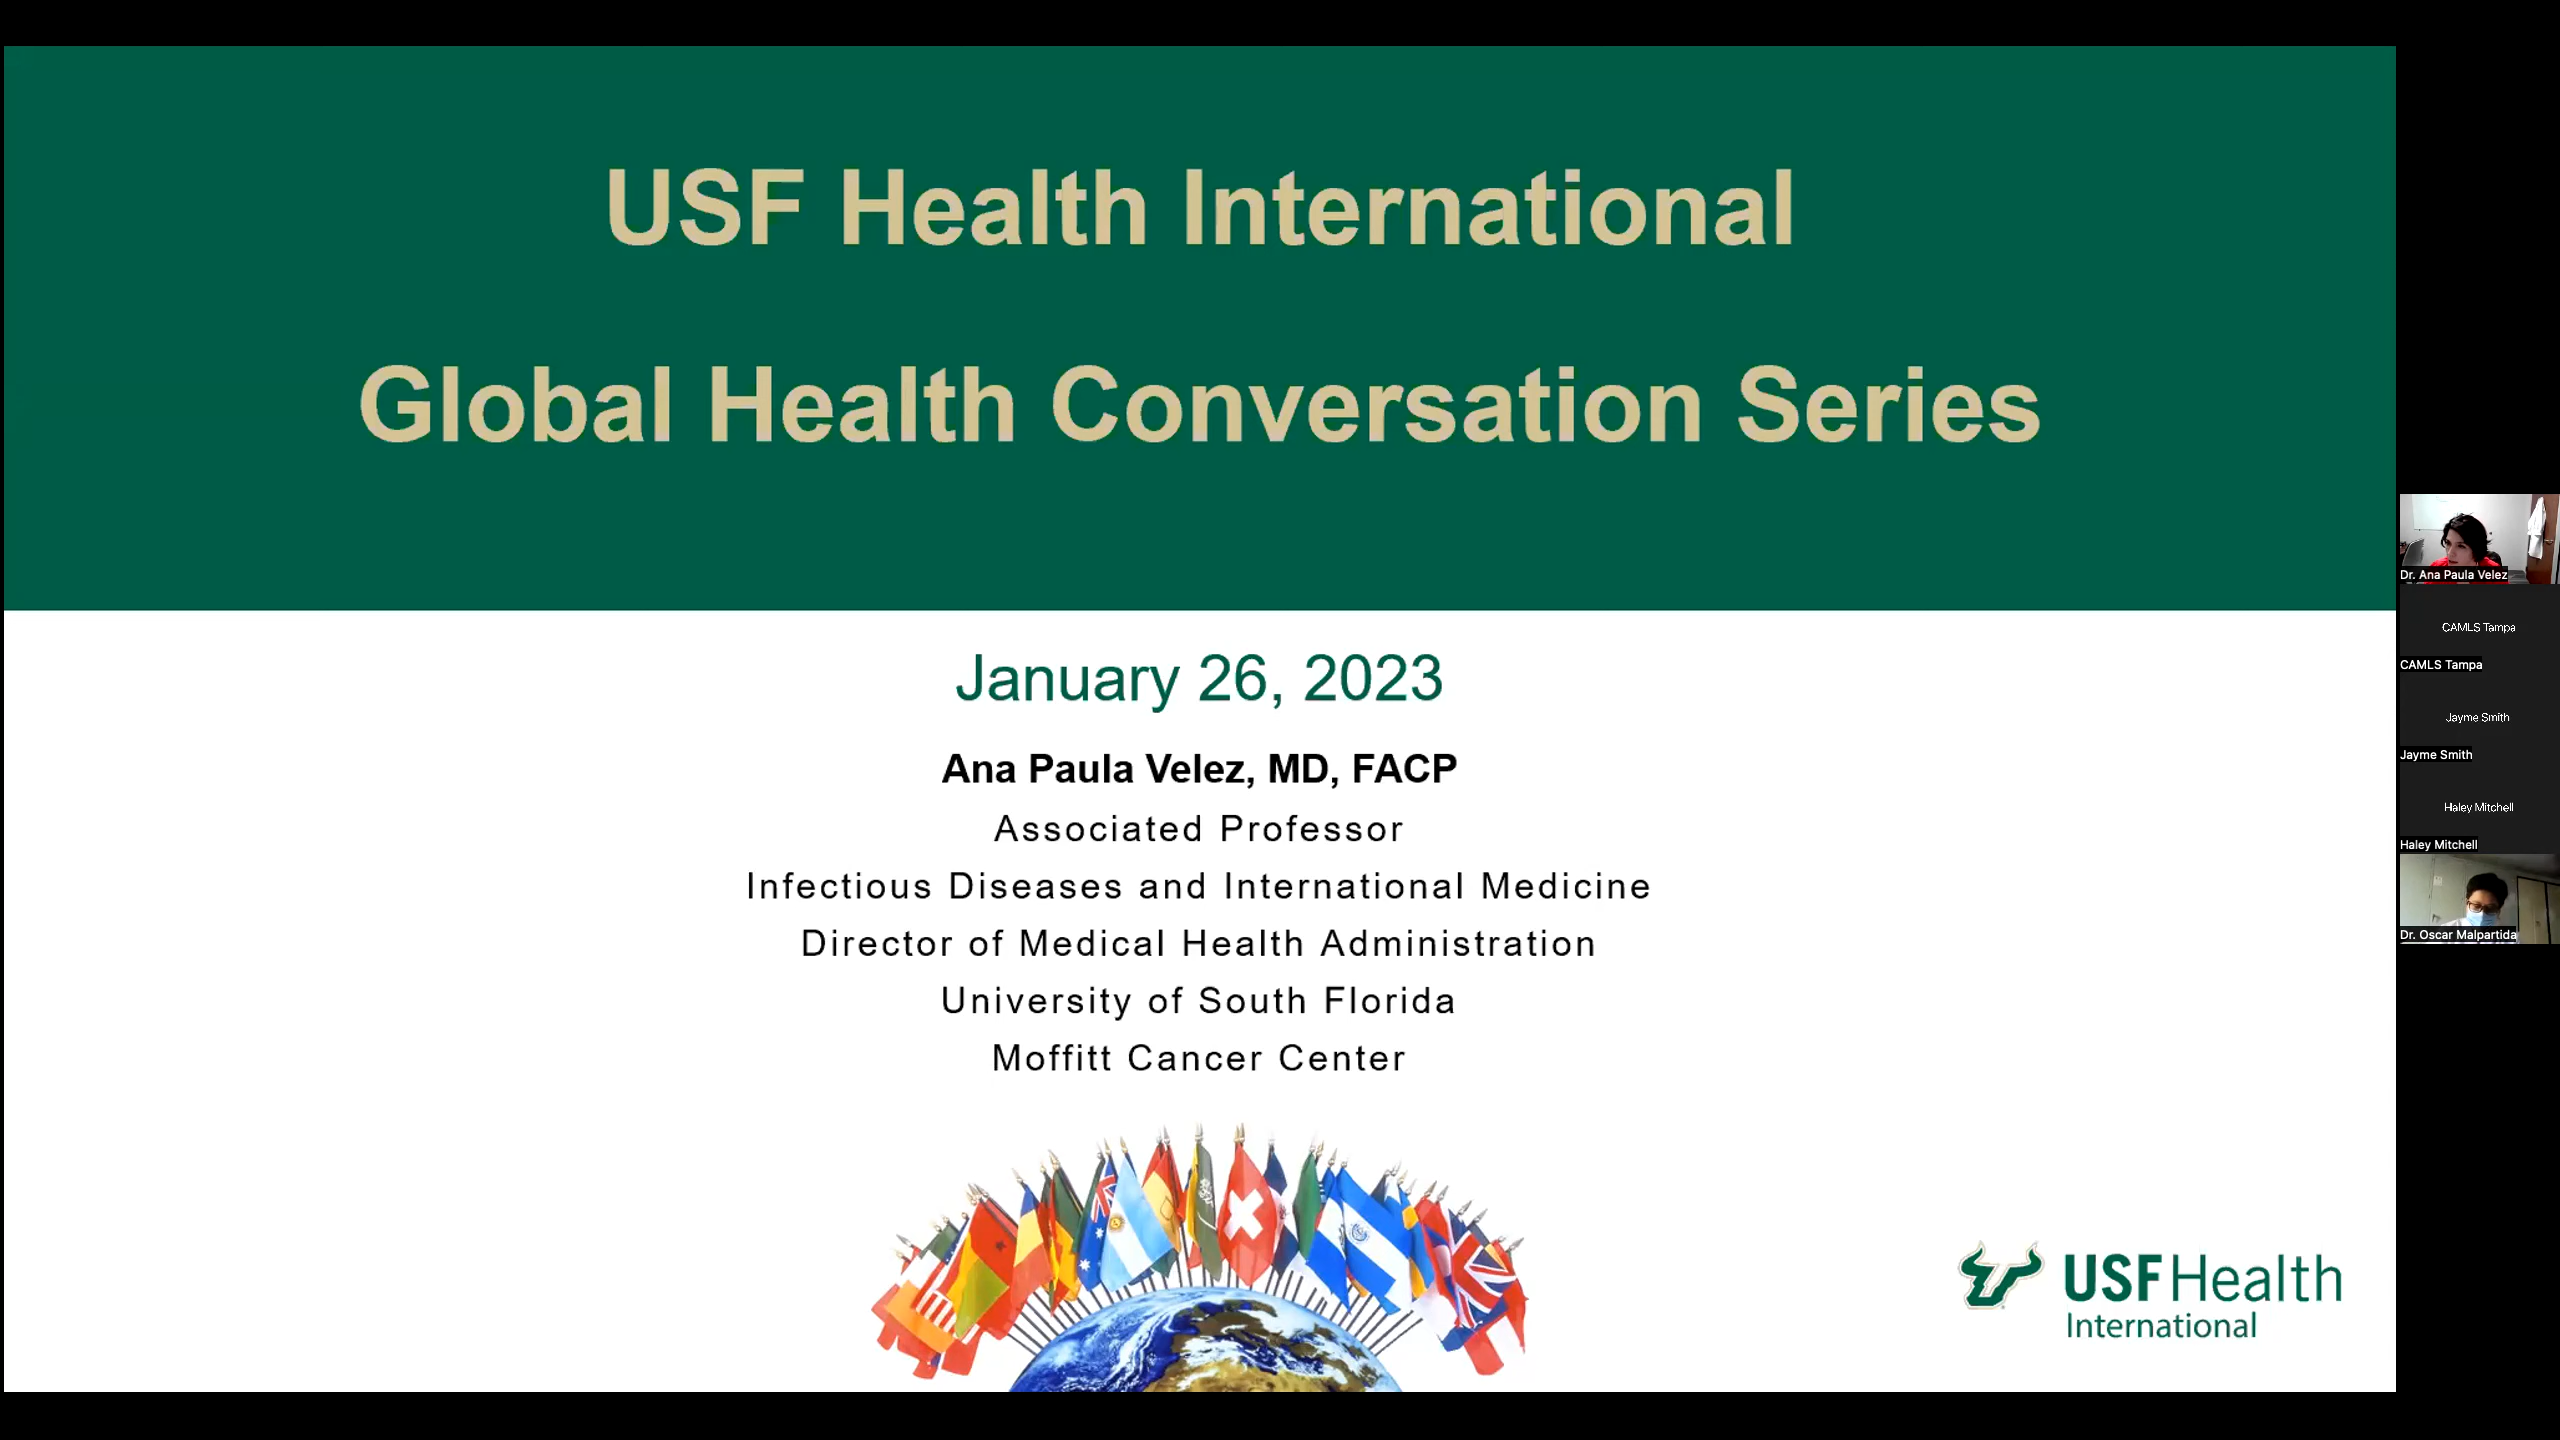 USF Health International
Global Health Conversation Series
January 26, 2023
Ana Paula Velez, MD, FACP
Associated Professor
Infectious Diseases and International Medicine
Director of Medical Health Administration
University of South Florida
Moffitt Cancer Center
USF Health
International
Dr. Ana Paula Velez
CAMLS Tampa
CAMLS Tampa
Jayme Smith
Jayme Smith
Haley Mitchell
Haley Mitchell
Dr. Oscar Malpartida